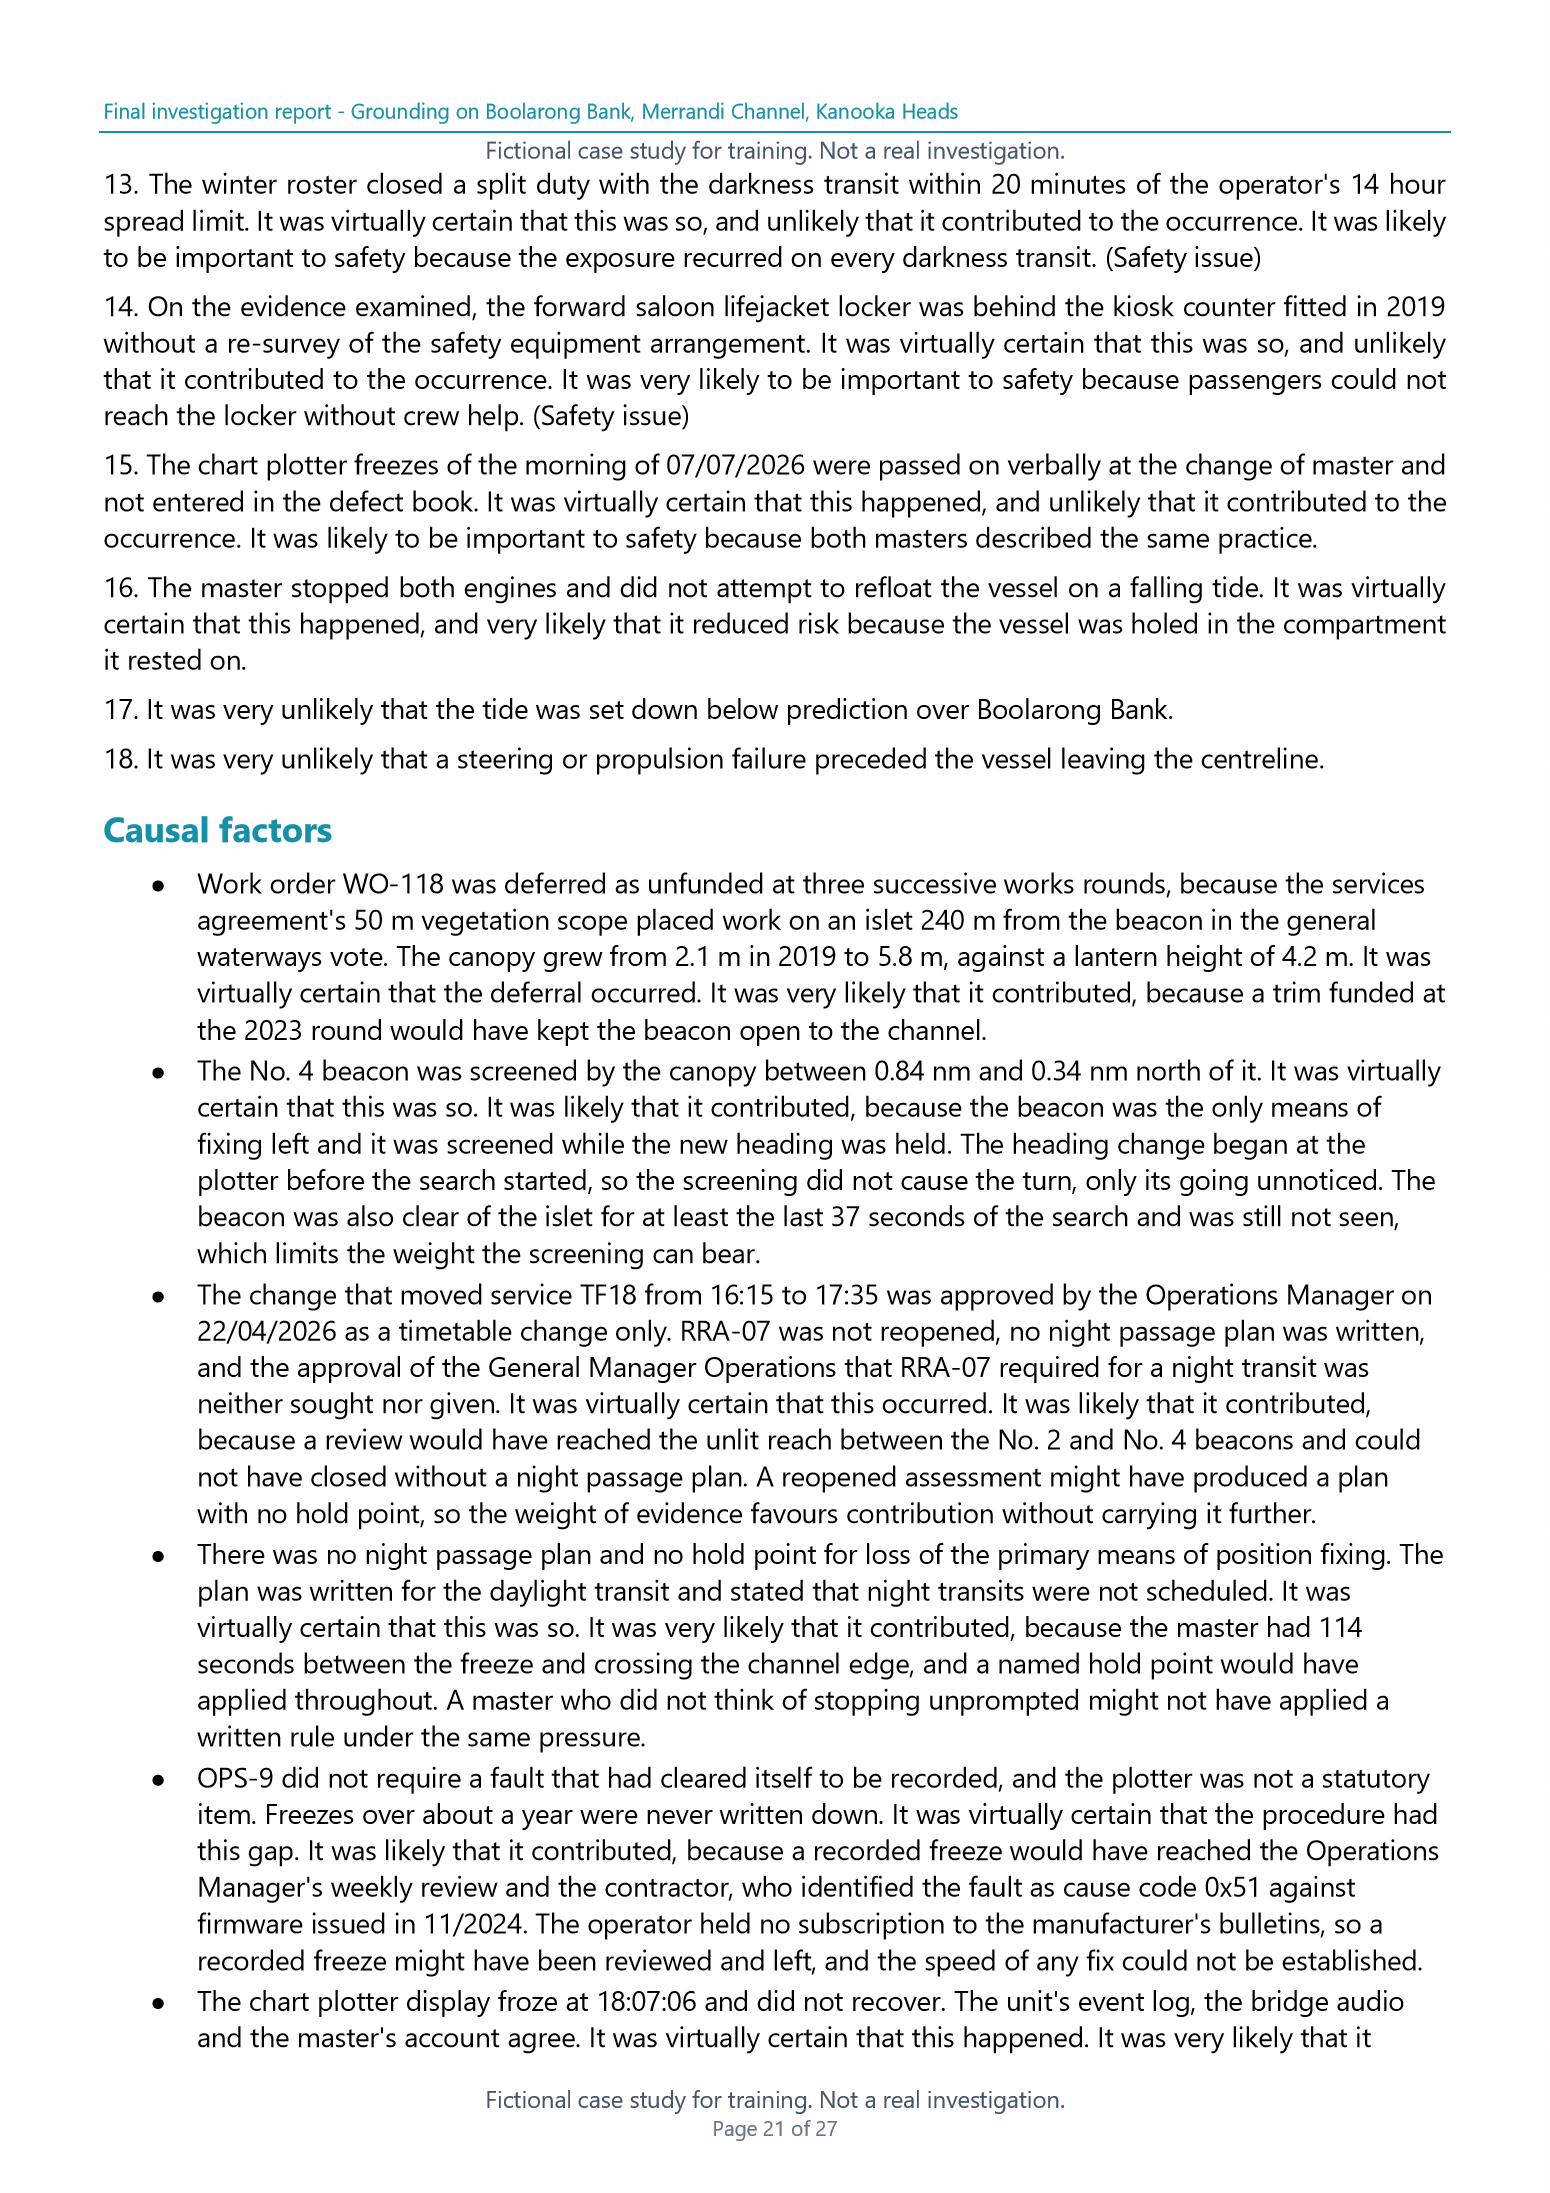 Final investigation report - Grounding on Boolarong Bank, Merrandi Channel, Kanooka Heads
Fictional case study for training. Not a real investigation.
13. The winter roster closed a split duty with the darkness transit within 20 minutes of the operator's 14 hour
spread limit. It was virtually certain that this was so, and unlikely that it contributed to the occurrence. It was likely
to be important to safety because the exposure recurred on every darkness transit. (Safety issue)
14. On the evidence examined, the forward saloon lifejacket locker was behind the kiosk counter fitted in 2019
without a re-survey of the safety equipment arrangement. It was virtually certain that this was so, and unlikely
that it contributed to the occurrence. It was very likely to be important to safety because passengers could not
reach the locker without crew help. (Safety issue)
15. The chart plotter freezes of the morning of 07/07/2026 were passed on verbally at the change of master and
not entered in the defect book. It was virtually certain that this happened, and unlikely that it contributed to the
occurrence. It was likely to be important to safety because both masters described the same practice.
16. The master stopped both engines and did not attempt to refloat the vessel on a falling tide. It was virtually
certain that this happened, and very likely that it reduced risk because the vessel was holed in the compartment
it rested on.
17. It was very unlikely that the tide was set down below prediction over Boolarong Bank.
18. It was very unlikely that a steering or propulsion failure preceded the vessel leaving the centreline.
Causal factors
● Work order WO-118 was deferred as unfunded at three successive works rounds, because the services
agreement's 50 m vegetation scope placed work on an islet 240 m from the beacon in the general
waterways vote. The canopy grew from 2.1 m in 2019 to 5.8 m, against a lantern height of 4.2 m. It was
virtually certain that the deferral occurred. It was very likely that it contributed, because a trim funded at
the 2023 round would have kept the beacon open to the channel.
● The No. 4 beacon was screened by the canopy between 0.84 nm and 0.34 nm north of it. It was virtually
certain that this was so. It was likely that it contributed, because the beacon was the only means of
fixing left and it was screened while the new heading was held. The heading change began at the
plotter before the search started, so the screening did not cause the turn, only its going unnoticed. The
beacon was also clear of the islet for at least the last 37 seconds of the search and was still not seen,
which limits the weight the screening can bear.
● The change that moved service TF18 from 16:15 to 17:35 was approved by the Operations Manager on
22/04/2026 as a timetable change only. RRA-07 was not reopened, no night passage plan was written,
and the approval of the General Manager Operations that RRA-07 required for a night transit was
neither sought nor given. It was virtually certain that this occurred. It was likely that it contributed,
because a review would have reached the unlit reach between the No. 2 and No. 4 beacons and could
not have closed without a night passage plan. A reopened assessment might have produced a plan
with no hold point, so the weight of evidence favours contribution without carrying it further.
● There was no night passage plan and no hold point for loss of the primary means of position fixing. The
plan was written for the daylight transit and stated that night transits were not scheduled. It was
virtually certain that this was so. It was very likely that it contributed, because the master had 114
seconds between the freeze and crossing the channel edge, and a named hold point would have
applied throughout. A master who did not think of stopping unprompted might not have applied a
written rule under the same pressure.
● OPS-9 did not require a fault that had cleared itself to be recorded, and the plotter was not a statutory
item. Freezes over about a year were never written down. It was virtually certain that the procedure had
this gap. It was likely that it contributed, because a recorded freeze would have reached the Operations
Manager's weekly review and the contractor, who identified the fault as cause code 0x51 against
firmware issued in 11/2024. The operator held no subscription to the manufacturer's bulletins, so a
recorded freeze might have been reviewed and left, and the speed of any fix could not be established.
● The chart plotter display froze at 18:07:06 and did not recover. The unit's event log, the bridge audio
and the master's account agree. It was virtually certain that this happened. It was very likely that it
Fictional case study for training. Not a real investigation.
Page 21 of 27